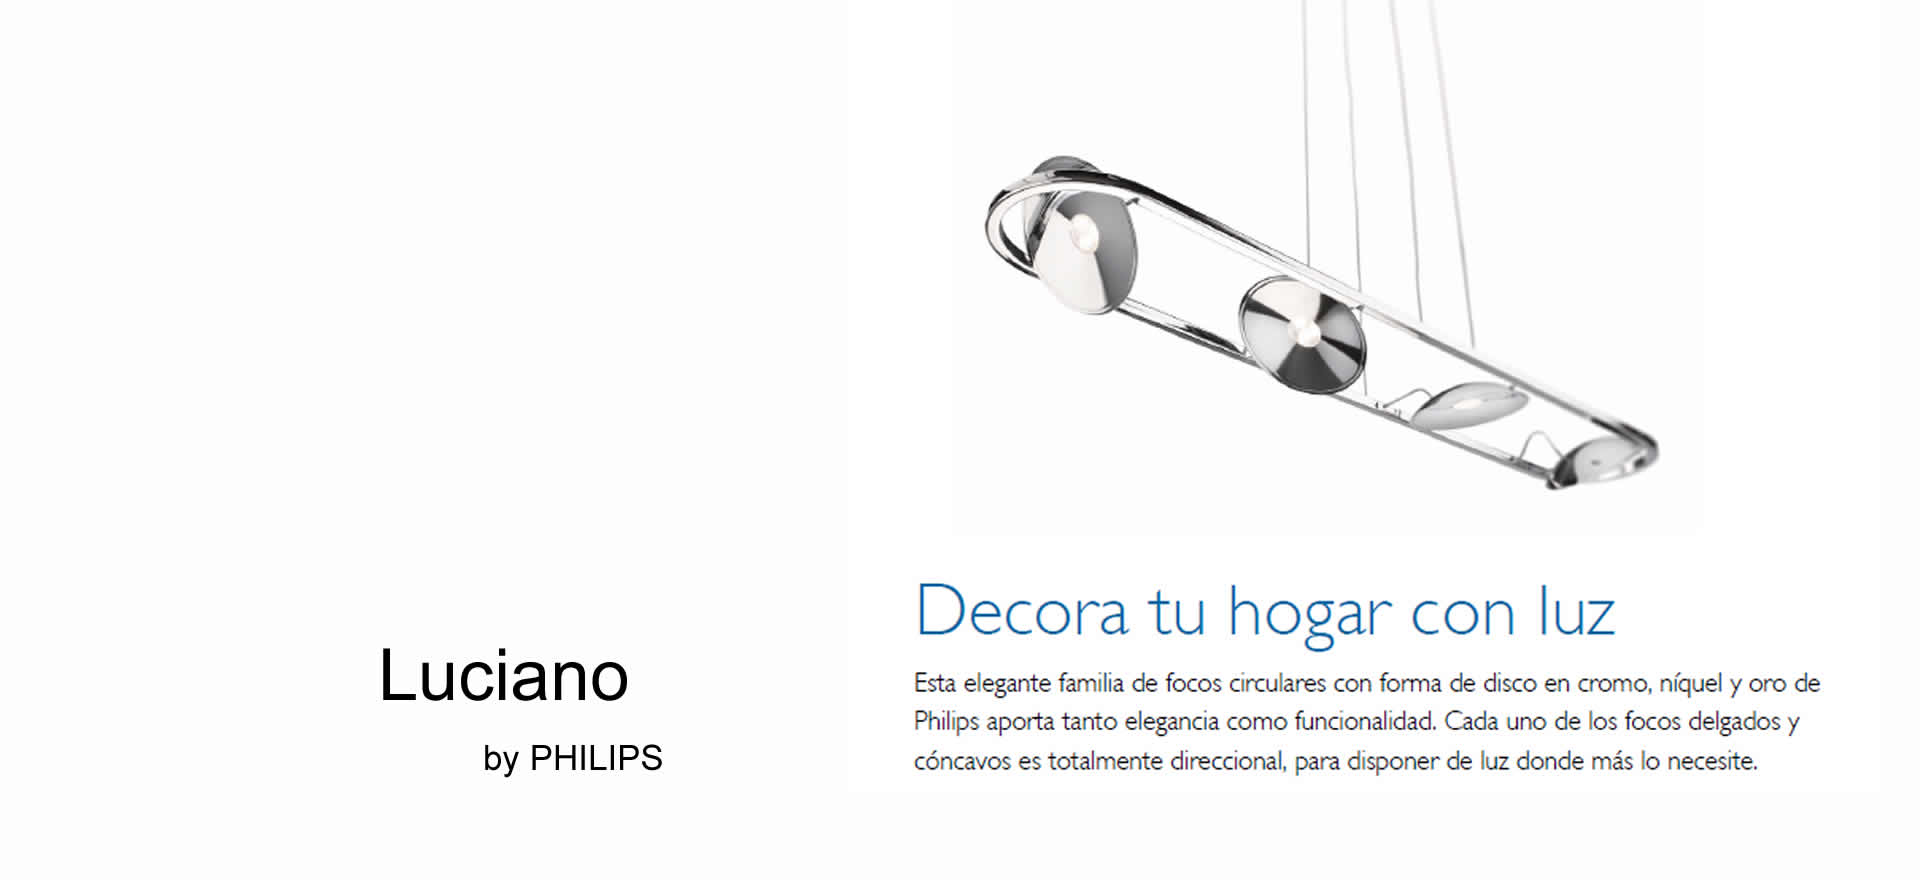 Luciano
by PHILIPS
Decora tu hogar con luz
Esta elegante familia de focos circulares con forma de disco en cromo, níquel y oro de
Philips aporta tanto elegancia como funcionalidad. Cada uno de los focos delgados y
cóncavos es totalmente direccional, para disponer de luz donde más lo necesite.